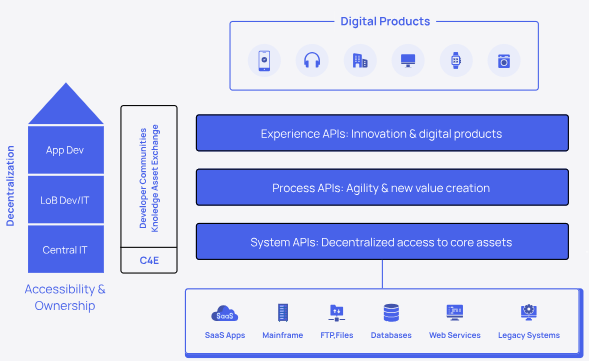 Digital Products
Decentralization
App Dev
LoB Dev/IT
Central IT
Accessibility &
Ownership
Developer Communities
Knoledge Asset Exchange
C4E
Experience APIs: Innovation & digital products
Process APIs: Agility & new value creation
System APIs: Decentralized access to core assets
SaaS
SaaS Apps
Mainframe
FTP,Files
Databases
Web Services
Legacy Systems